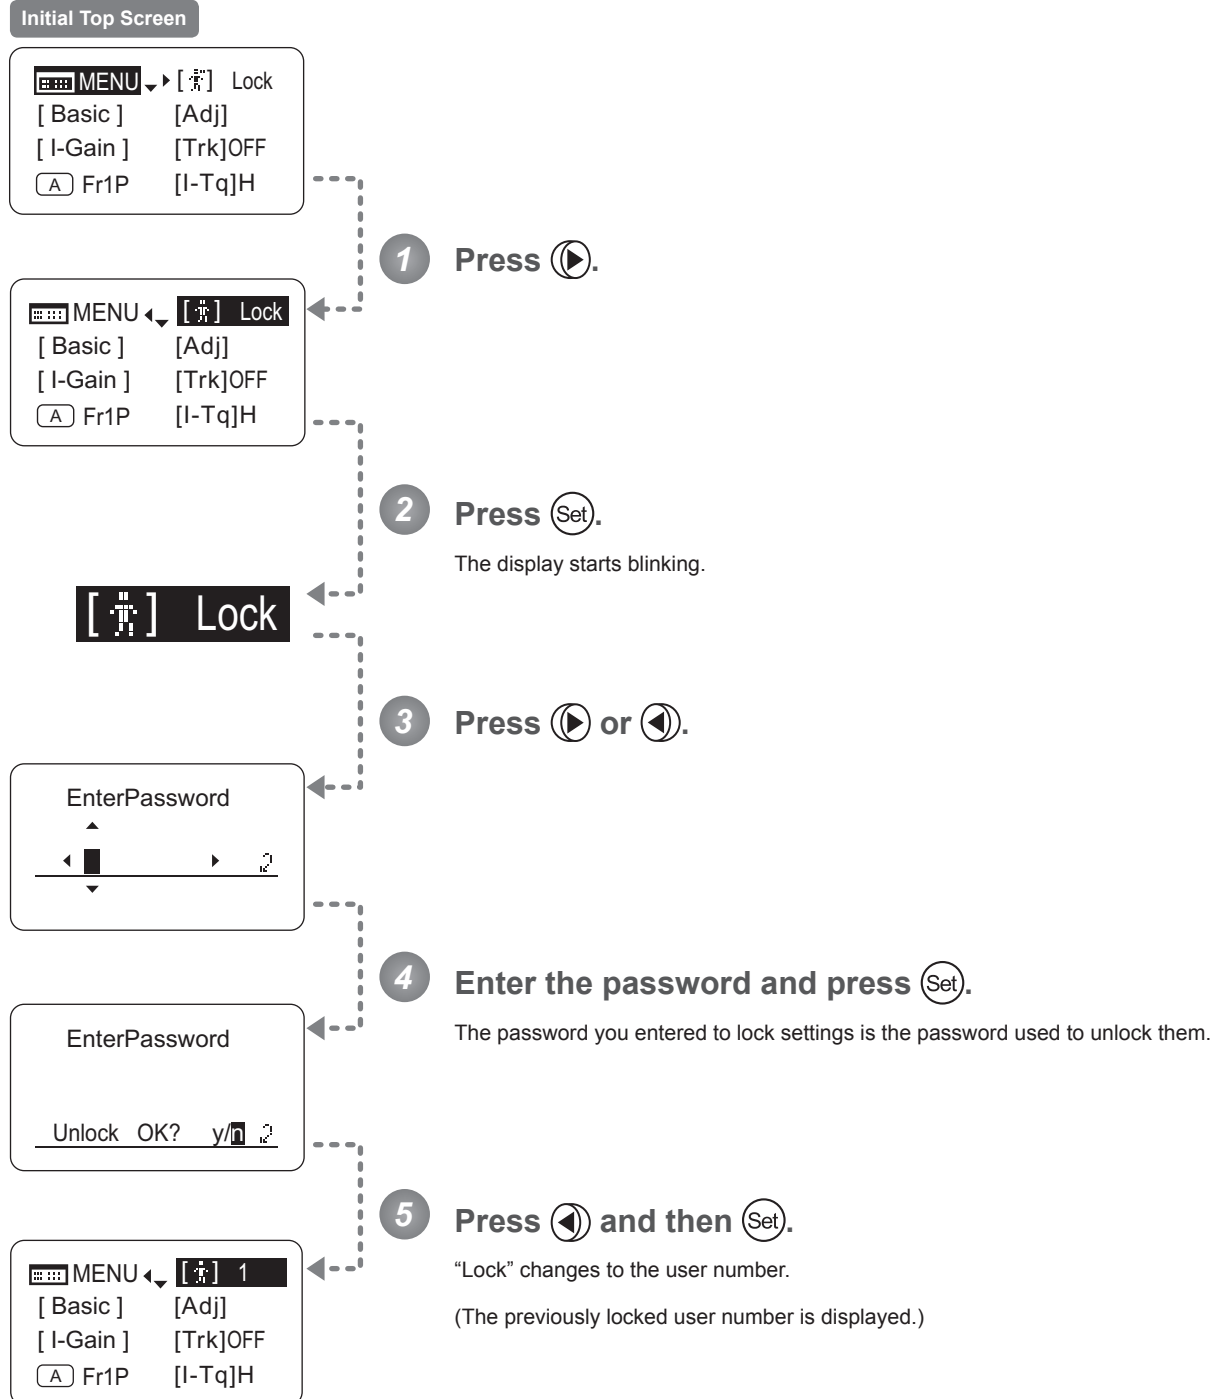 Initial Top Screen
MENU [ ] Lock
[ Basic ] [Adj]
[ I-Gain ] [Trk]OFF
A Fr1P [I-Tq]H
1 Press ▶.
MENU [ ] Lock
[ Basic ] [Adj]
[ I-Gain ] [Trk]OFF
A Fr1P [I-Tq]H
2 Press Set.
The display starts blinking.
[ ] Lock
3 Press ▶ or ◀.
EnterPassword
4 Enter the password and press Set.
The password you entered to lock settings is the password used to unlock them.
EnterPassword
Unlock OK? y/n
5 Press ◀ and then Set.
“Lock” changes to the user number.
(The previously locked user number is displayed.)
MENU [ ] 1
[ Basic ] [Adj]
[ I-Gain ] [Trk]OFF
A Fr1P [I-Tq]H